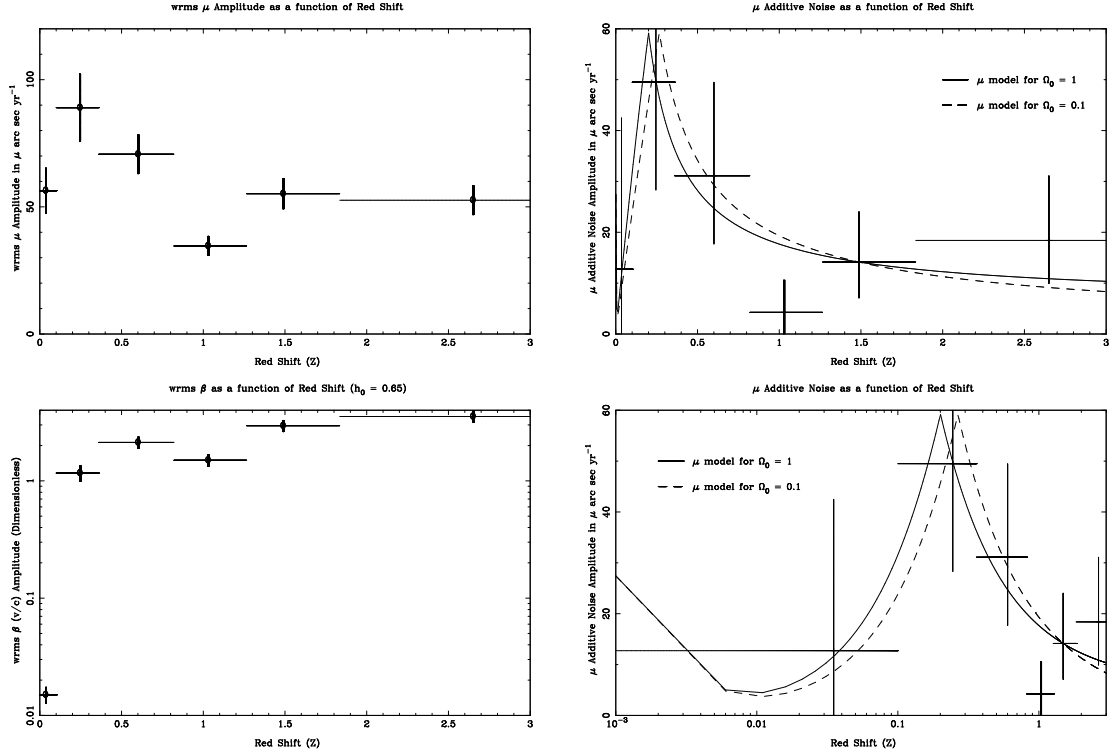 wrms μ Amplitude as a function of Red Shift
wrms μ Amplitude in μ arc sec yr⁻¹
100
50
0
0 0.5 1 1.5 2 2.5 3
Red Shift (Z)
μ Additive Noise as a function of Red Shift
μ Additive Noise Amplitude in μ arc sec yr⁻¹
60
40
20
0
μ model for Ω₀ = 1
μ model for Ω₀ = 0.1
0 0.5 1 1.5 2 2.5 3
Red Shift (Z)
wrms β as a function of Red Shift (h₀ = 0.65)
wrms β (v/c) Amplitude (Dimensionless)
1
0.1
0.01
0 0.5 1 1.5 2 2.5 3
Red Shift (Z)
μ Additive Noise as a function of Red Shift
μ Additive Noise Amplitude in μ arc sec yr⁻¹
60
40
20
0
μ model for Ω₀ = 1
μ model for Ω₀ = 0.1
10⁻³ 0.01 0.1 1
Red Shift (Z)